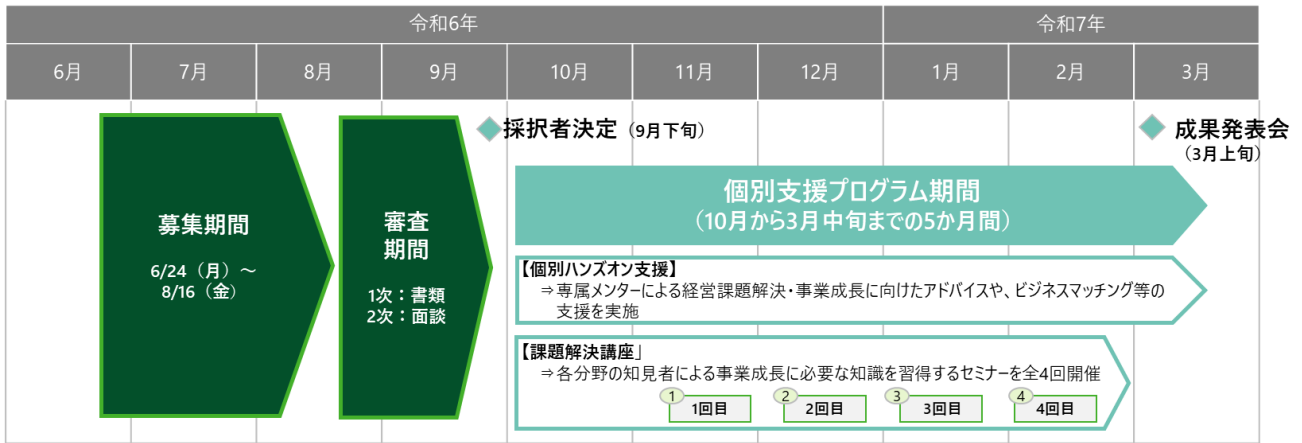 令和6年
令和7年
6月
7月
8月
9月
10月
11月
12月
1月
2月
3月
募集期間
6/24（月）～
8/16（金）
審査
期間
1次：書類
2次：面談
採択者決定（9月下旬）
成果発表会
（3月上旬）
個別支援プログラム期間
（10月から3月中旬までの5か月間）
【個別ハンズオン支援】
⇒専属メンターによる経営課題解決・事業成長に向けたアドバイスや、ビジネスマッチング等の
支援を実施
【課題解決講座」
⇒各分野の知見者による事業成長に必要な知識を習得するセミナーを全4回開催
1
1回目
2
2回目
3
3回目
4
4回目